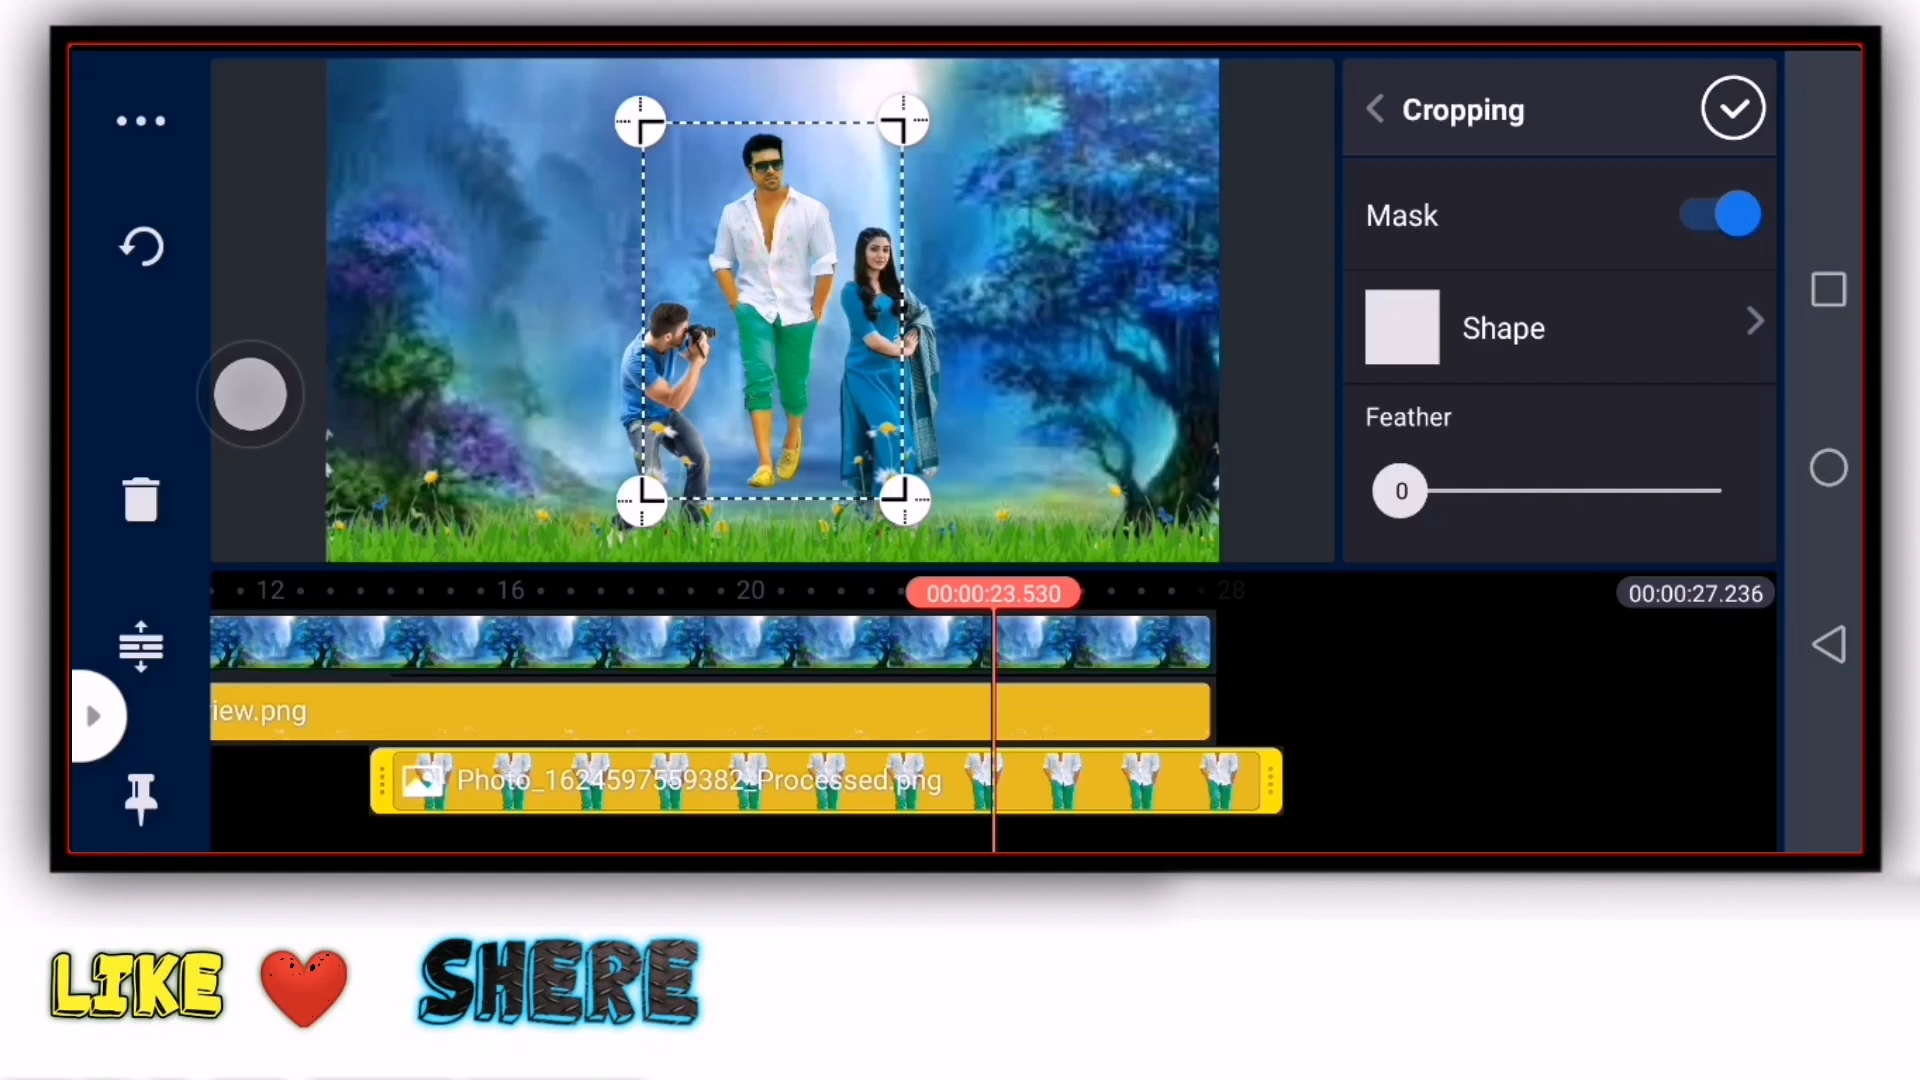 Cropping
Mask
Shape
Feather
0
12 16 20 00:00:23.530 28 00:00:27.236
iew.png
Photo_1624597559382_Processed.png
LIKE SHERE